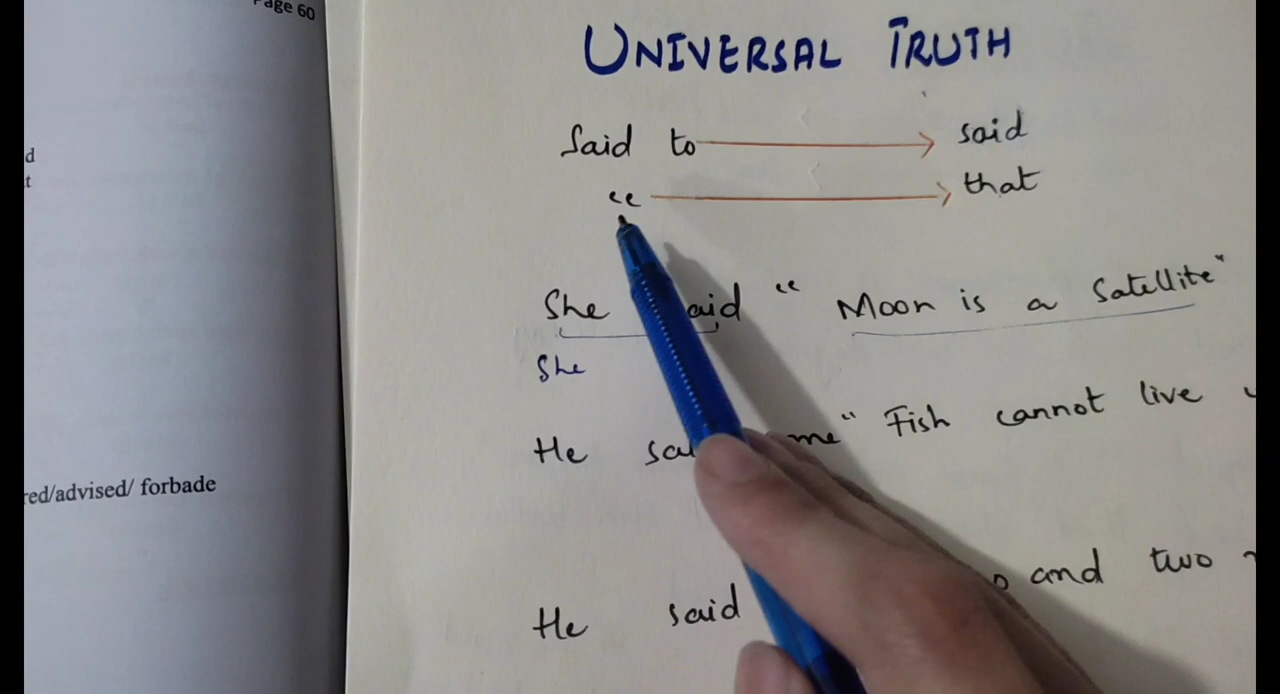 Page 60
UNIVERSAL TRUTH
Said to → said
“ → that
d
t
She said “ Moon is a Satellite”
She
He me“ Fish cannot live
red/advised/ forbade
He said and two